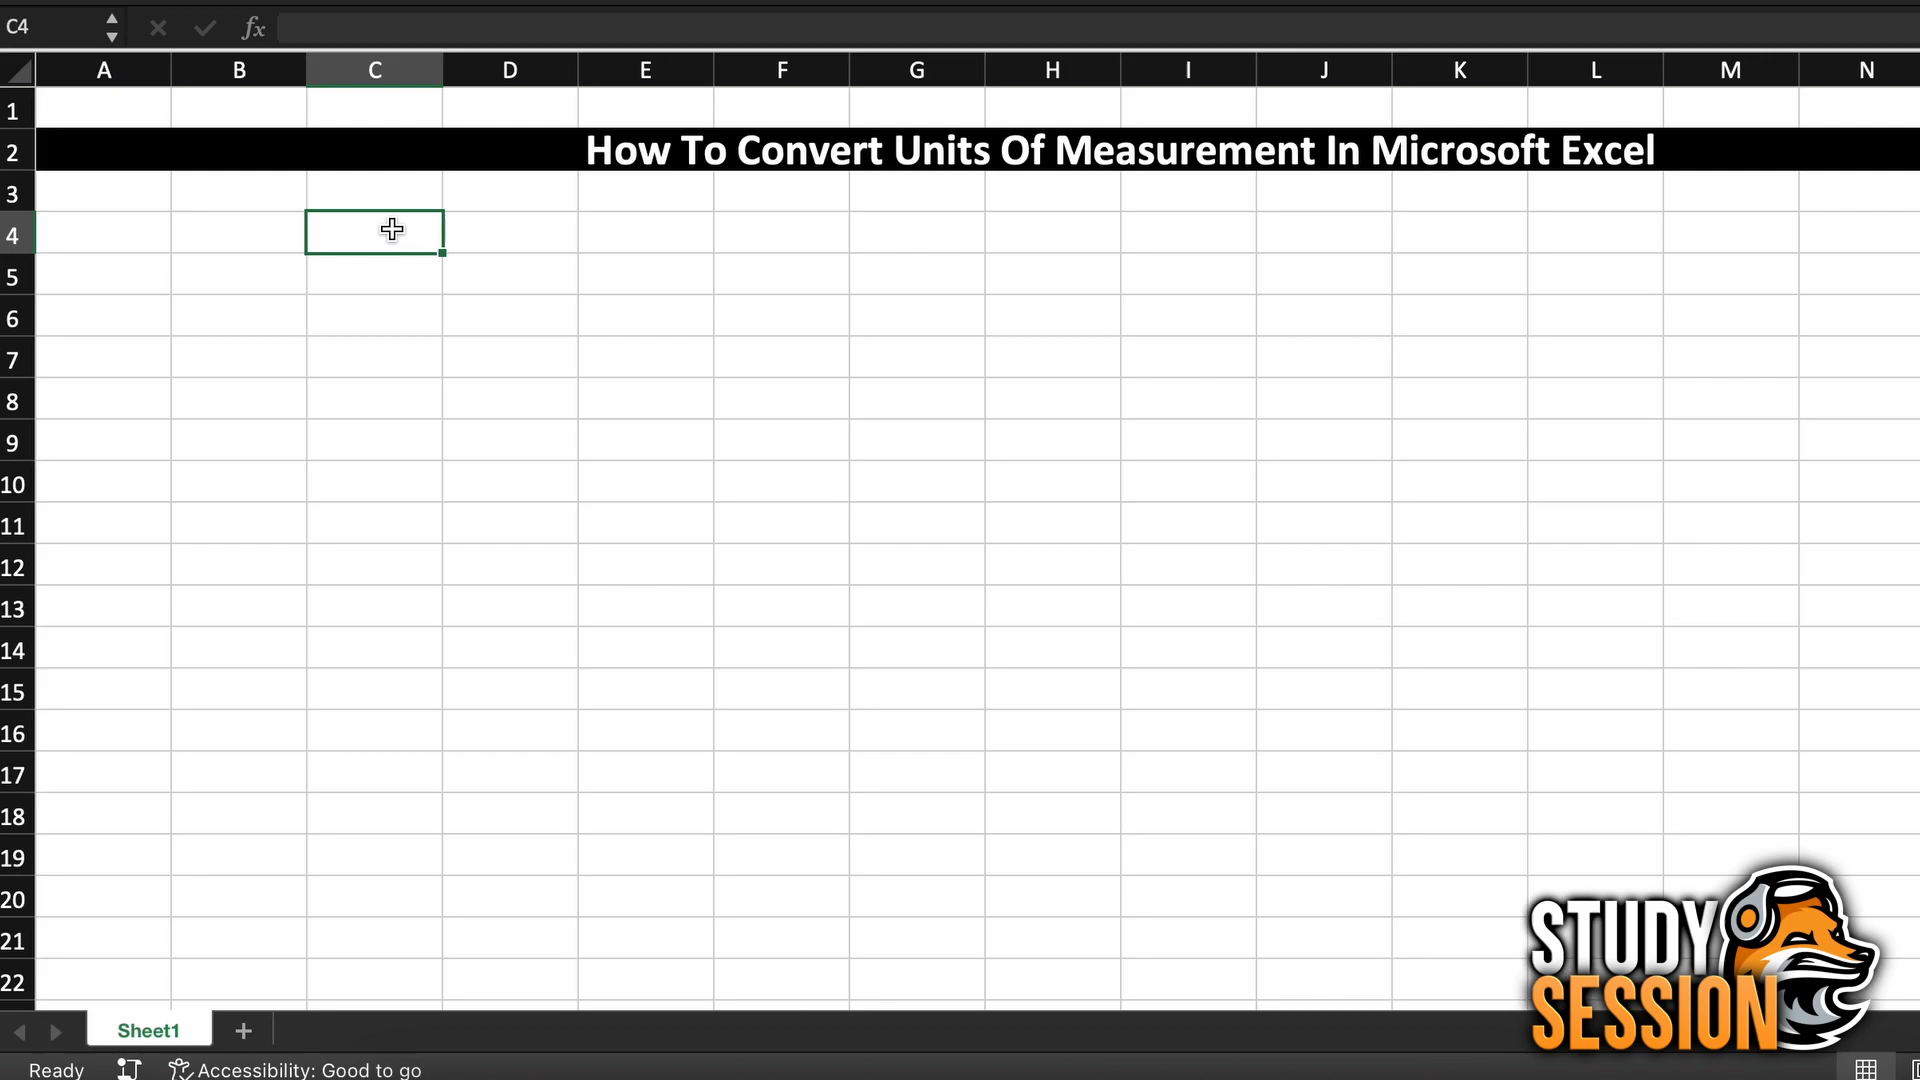 C4
fx
A B C D E F G H I J K L M N
1
2 How To Convert Units Of Measurement In Microsoft Excel
3
4
5
6
7
8
9
10
11
12
13
14
15
16
17
18
19
20
21
22
STUDY
SESSION
Sheet1 +
Ready Accessibility: Good to go